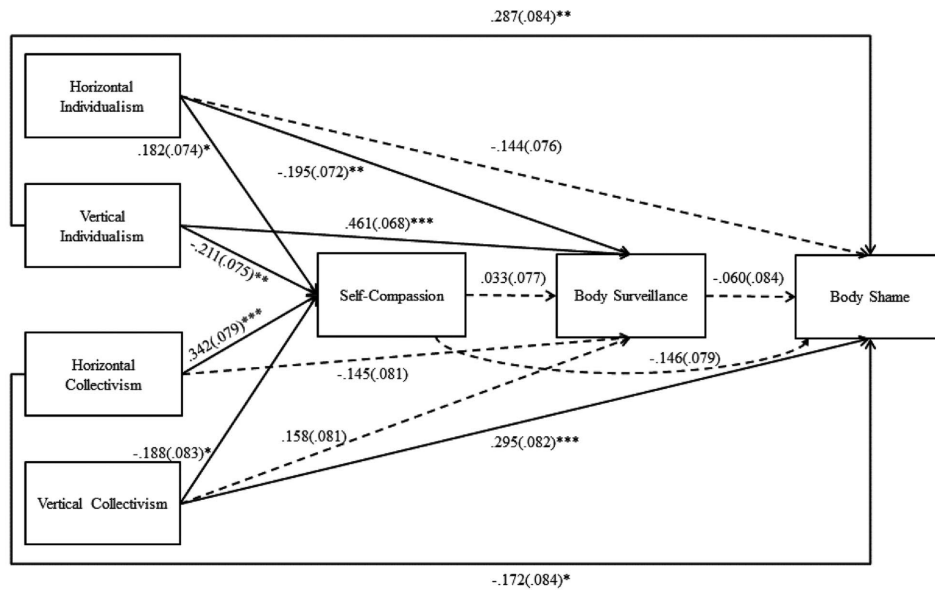 .287(.084)**
Horizontal
Individualism
-.144(.076)
.182(.074)*
-.195(.072)**
Vertical
Individualism
.461(.068)***
-.211(.075)**
Self-Compassion
.033(.077)
Body Surveillance
-.060(.084)
Body Shame
.342(.079)***
Horizontal
Collectivism
-.145(.081)
-.146(.079)
-.188(.083)*
.158(.081)
.295(.082)***
Vertical Collectivism
-.172(.084)*